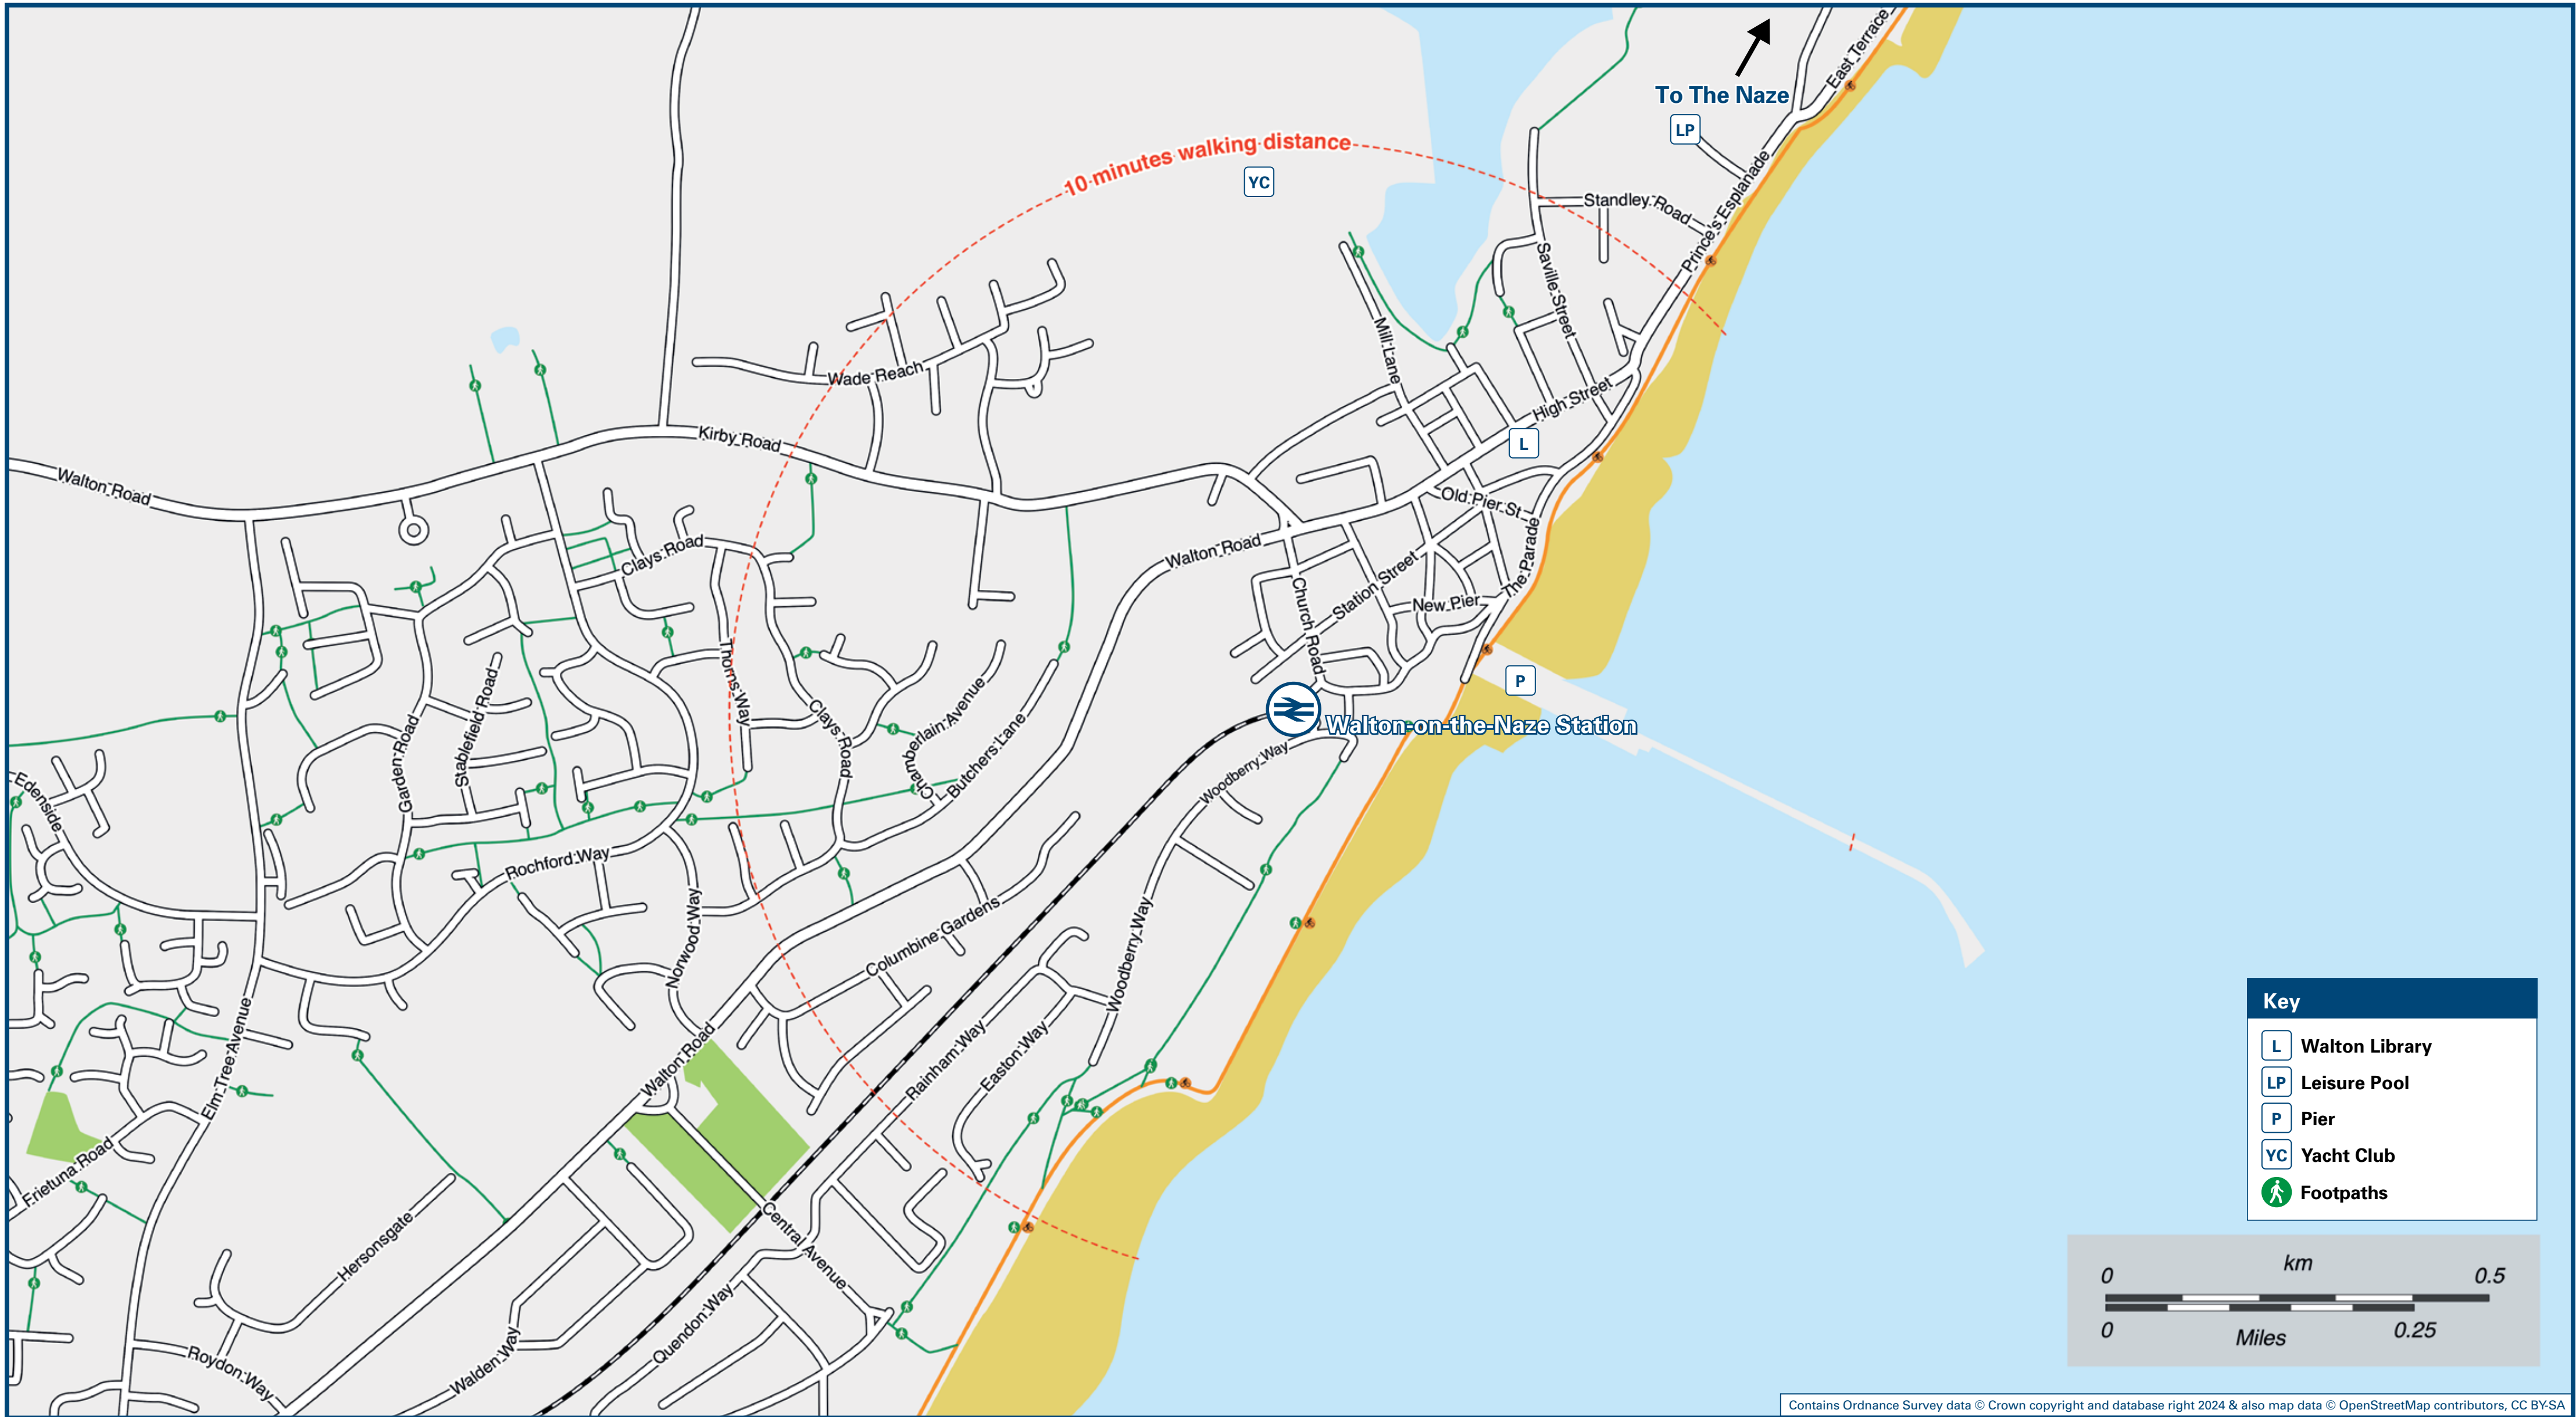 To The Naze
LP
East Terrace
10 minutes walking distance
YC
Standley Road
Prince's Esplanade
Saville Street
Mill Lane
Wade Reach
High Street
L
Kirby Road
Walton Road
Old Pier St
Walton Road
Clays Road
The Parade
Station Street
New Pier
Church Road
Thorns Way
P
Walton-on-the-Naze Station
Clays Road
Chamberlain Avenue
Butchers Lane
Garden Road
Stablefield Road
Woodberry Way
Edenside
Rochford Way
Norwood Way
Columbine Gardens
Woodberry Way
Elm Tree Avenue
Walton Road
Rainham Way
Easton Way
Frietuna Road
Central Avenue
Hersonsgate
Quendon Way
Walden Way
Roydon Way
Key
L Walton Library
LP Leisure Pool
P Pier
YC Yacht Club
Footpaths
km
0 0.5
0 0.25
Miles
Contains Ordnance Survey data © Crown copyright and database right 2024 & also map data © OpenStreetMap contributors, CC BY-SA